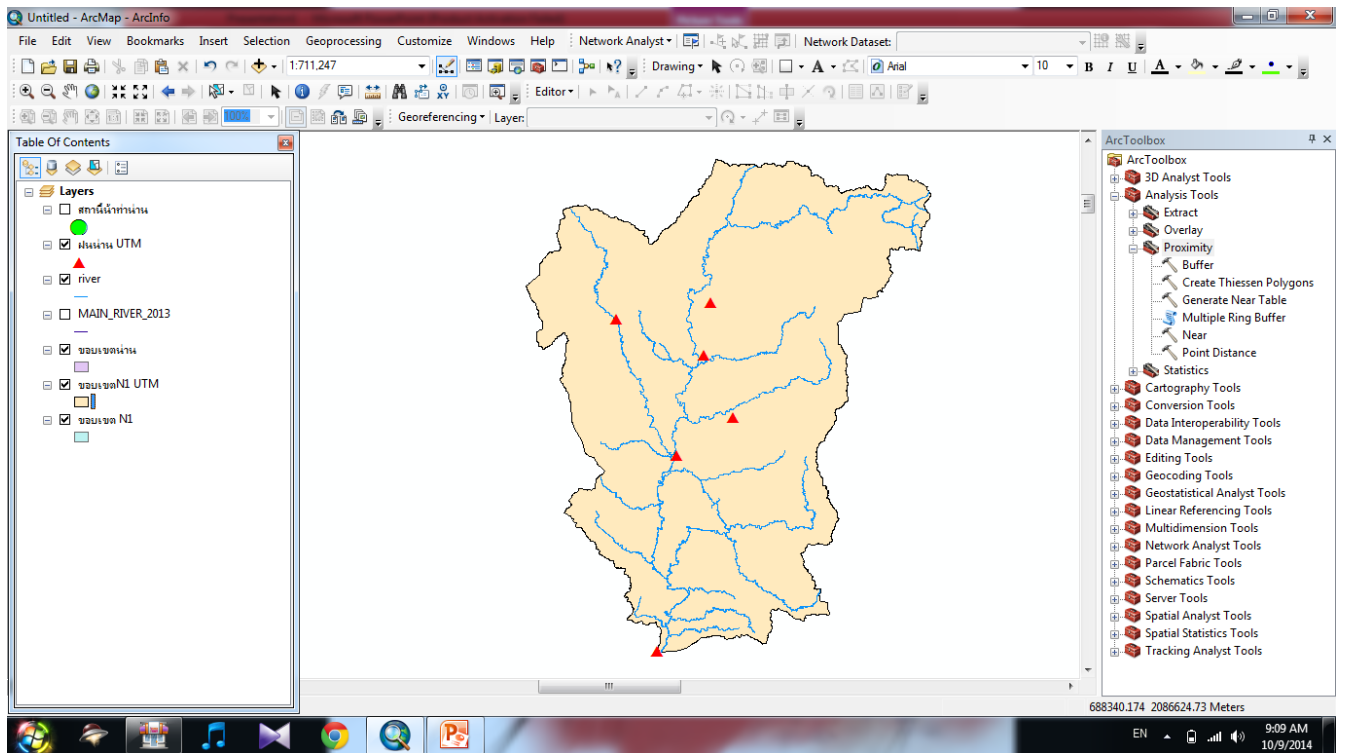 Untitled - ArcMap - ArcInfo
File Edit View Bookmarks Insert Selection Geoprocessing Customize Windows Help Network Analyst Network Dataset:
1:711,247 Drawing A Arial 10 B I U A
Editor
100% Georeferencing Layer:
Table Of Contents
Layers
สถานีน้ำท่าน่าน
ฝนน่าน UTM
river
MAIN_RIVER_2013
ขอบเขตน่าน
ขอบเขตN1 UTM
ขอบเขต N1
ArcToolbox
ArcToolbox
3D Analyst Tools
Analysis Tools
Extract
Overlay
Proximity
Buffer
Create Thiessen Polygons
Generate Near Table
Multiple Ring Buffer
Near
Point Distance
Statistics
Cartography Tools
Conversion Tools
Data Interoperability Tools
Data Management Tools
Editing Tools
Geocoding Tools
Geostatistical Analyst Tools
Linear Referencing Tools
Multidimension Tools
Network Analyst Tools
Parcel Fabric Tools
Schematics Tools
Server Tools
Spatial Analyst Tools
Spatial Statistics Tools
Tracking Analyst Tools
688340.174 2086624.73 Meters
EN 9:09 AM
10/9/2014